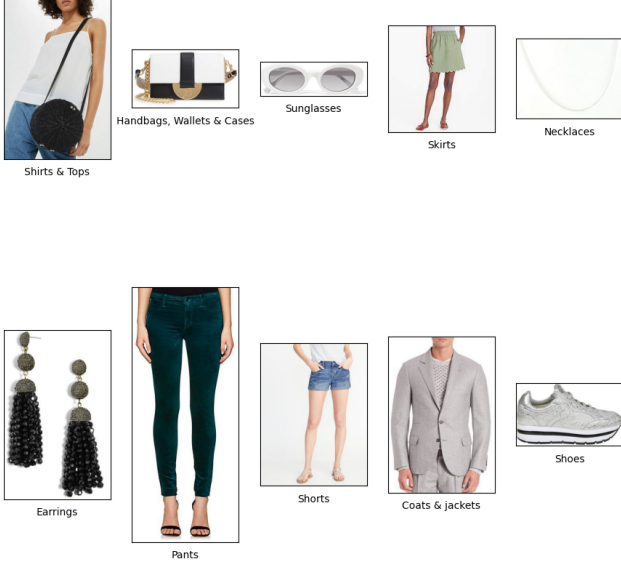 Shirts & Tops
Handbags, Wallets & Cases
Sunglasses
Skirts
Necklaces
Earrings
Pants
Shorts
Coats & jackets
Shoes